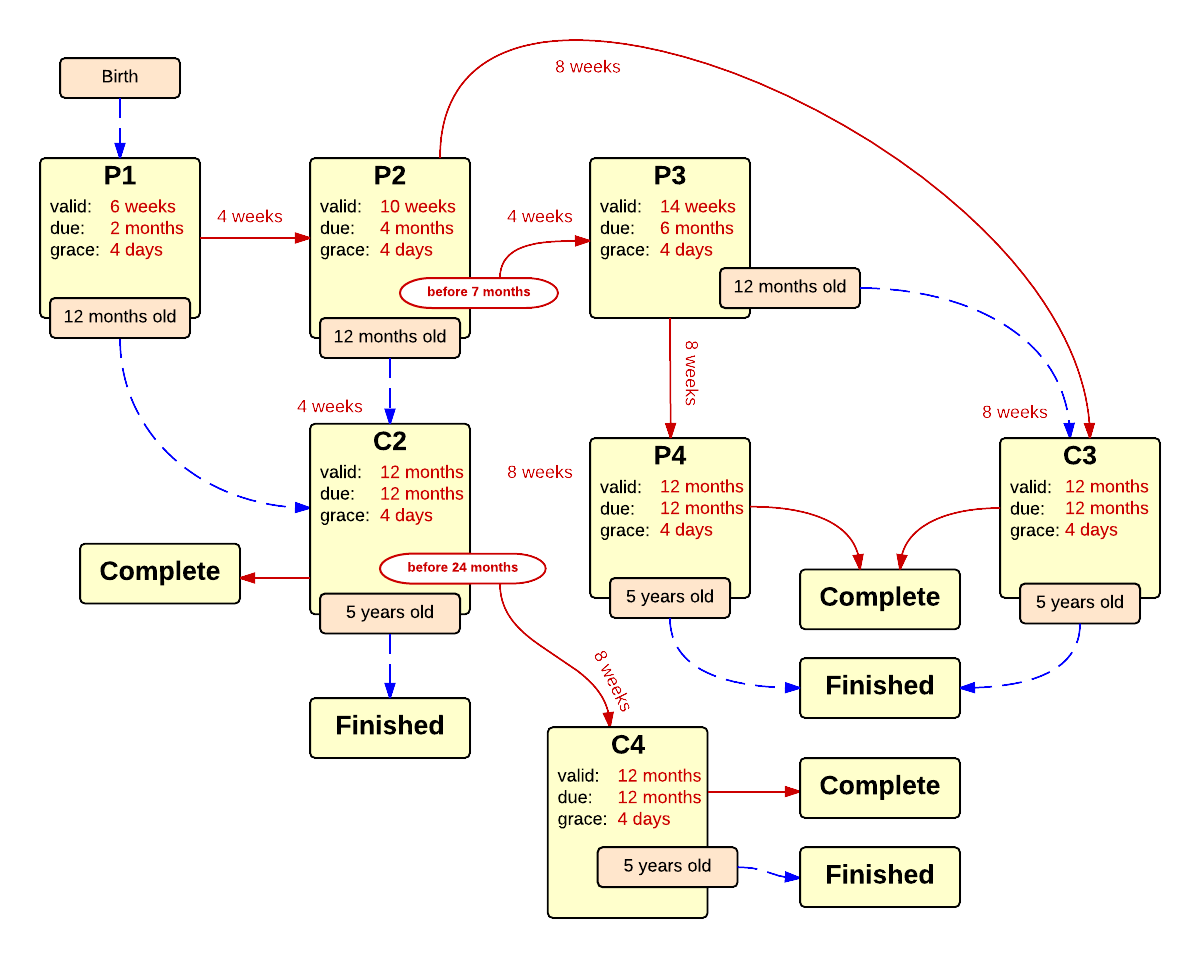 8 weeks
Birth
P1
valid: 6 weeks
due: 2 months
grace: 4 days
12 months old
4 weeks
P2
valid: 10 weeks
due: 4 months
grace: 4 days
before 7 months
12 months old
4 weeks
P3
valid: 14 weeks
due: 6 months
grace: 4 days
12 months old
8 weeks
4 weeks
C2
valid: 12 months
due: 12 months
grace: 4 days
before 24 months
5 years old
8 weeks
P4
valid: 12 months
due: 12 months
grace: 4 days
5 years old
8 weeks
C3
valid: 12 months
due: 12 months
grace: 4 days
5 years old
Complete
Complete
Finished
Finished
8 weeks
C4
valid: 12 months
due: 12 months
grace: 4 days
5 years old
Complete
Finished